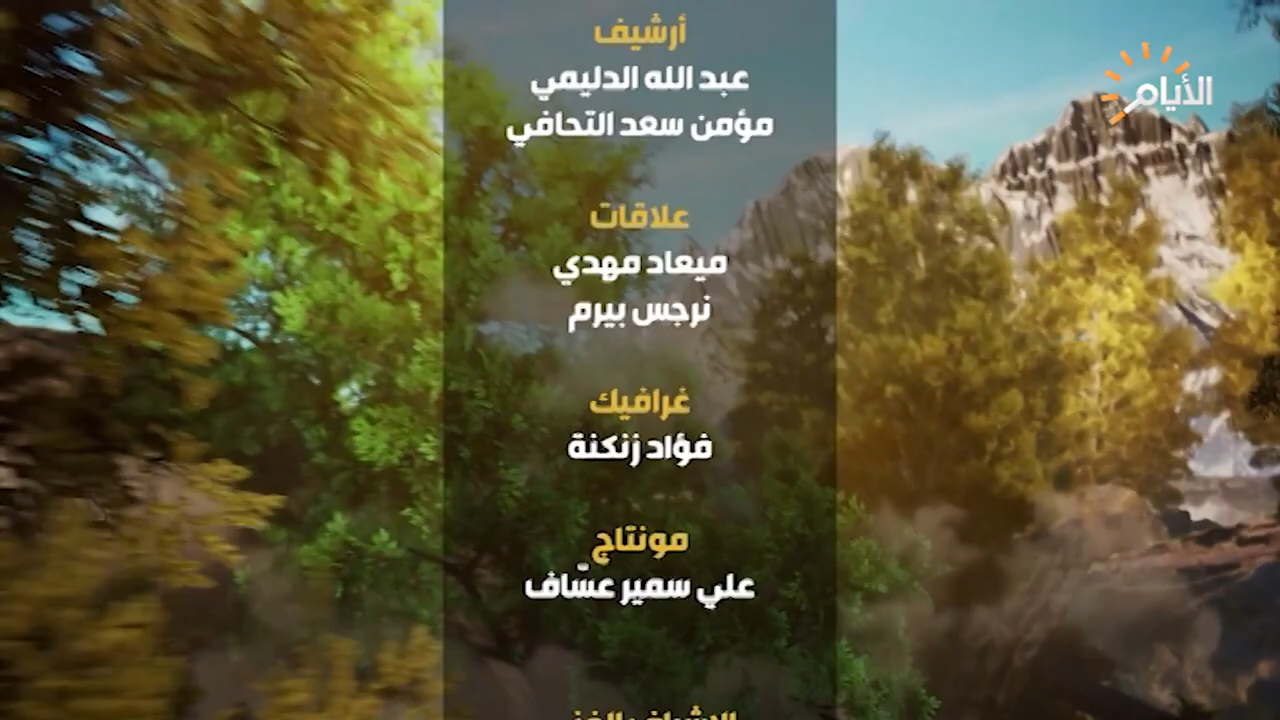 أرشيف
الأيام
عبد الله الدليمي
مؤمن سعد التحافي
علاقات
ميعاد مهدي
نرجس بيرم
غرافيك
فؤاد زنكنة
مونتاج
علي سمير عسّاف